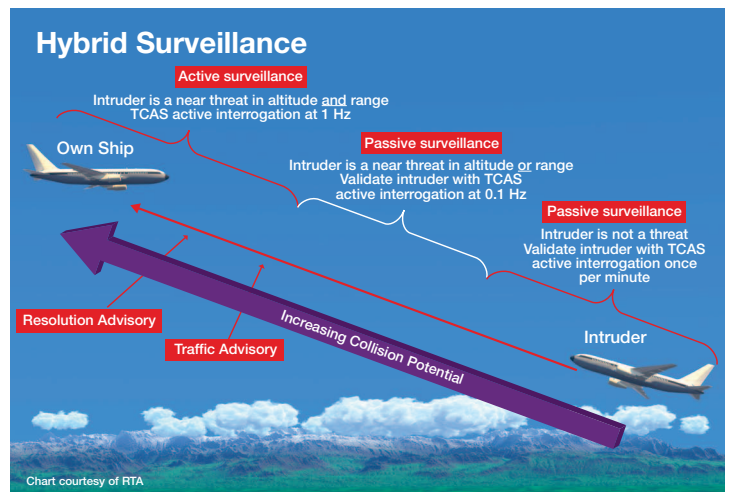 Hybrid Surveillance
Active surveillance
Intruder is a near threat in altitude and range
TCAS active interrogation at 1 Hz
Own Ship
Passive surveillance
Intruder is a near threat in altitude or range
Validate intruder with TCAS
active interrogation at 0.1 Hz
Passive surveillance
Intruder is not a threat
Validate intruder with TCAS
active interrogation once
per minute
Resolution Advisory
Traffic Advisory
Increasing Collision Potential
Intruder
Chart courtesy of RTA